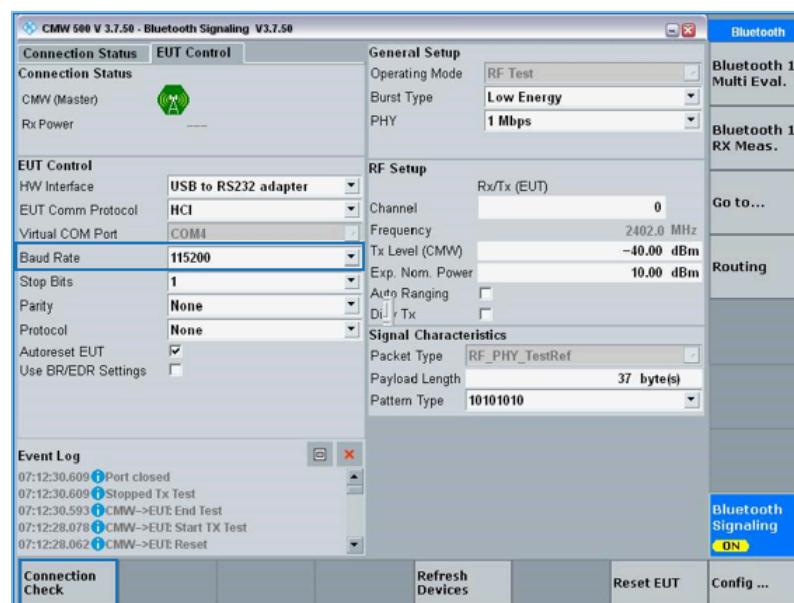 CMW 500 V 3.7.50 - Bluetooth Signaling V3.7.50
Connection Status
EUT Control
Connection Status
CMW (Master)
Rx Power
---
EUT Control
HW Interface
USB to RS232 adapter
EUT Comm Protocol
HCI
Virtual COM Port
COM4
Baud Rate
115200
Stop Bits
1
Parity
None
Protocol
None
Autoreset EUT
Use BR/EDR Settings
Event Log
07:12:30.609 Port closed
07:12:30.609 Stopped Tx Test
07:12:30.593 CMW-->EUT: End Test
07:12:28.078 CMW-->EUT: Start TX Test
07:12:28.062 CMW-->EUT: Reset
General Setup
Operating Mode
RF Test
Burst Type
Low Energy
PHY
1 Mbps
RF Setup
Rx/Tx (EUT)
Channel
0
Frequency
2402.0 MHz
Tx Level (CMW)
-40.00 dBm
Exp. Nom. Power
10.00 dBm
Auto Ranging
Tx
Signal Characteristics
Packet Type
RF_PHY_TestRef
Payload Length
37 byte(s)
Pattern Type
10101010
Bluetooth
Bluetooth 1
Multi Eval.
Bluetooth 1
RX Meas.
Go to...
Routing
Bluetooth
Signaling
ON
Connection
Check
Refresh
Devices
Reset EUT
Config ...